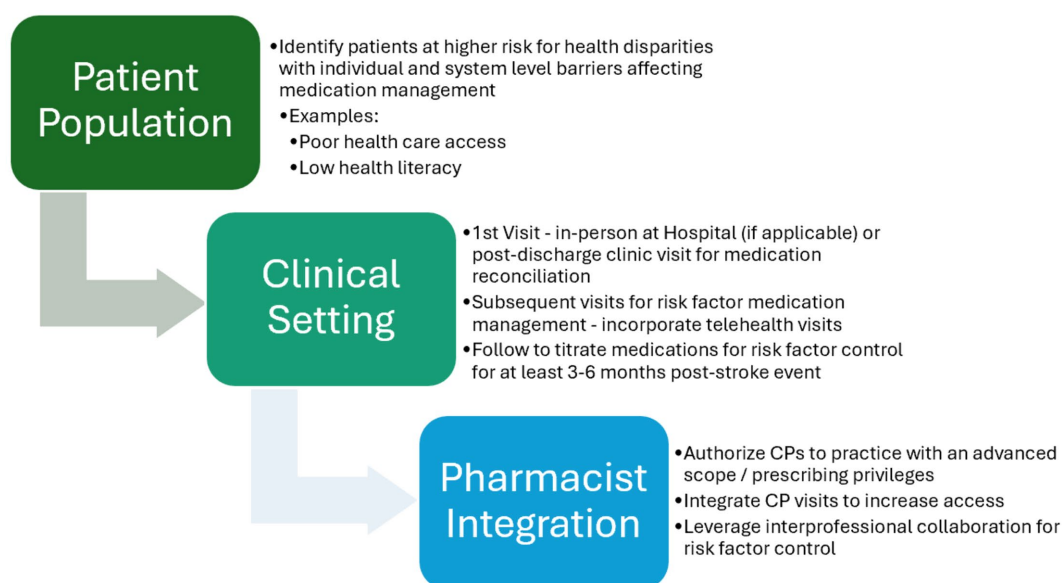 Patient
Population
•Identify patients at higher risk for health disparities
with individual and system level barriers affecting
medication management
•Examples:
•Poor health care access
•Low health literacy
Clinical
Setting
•1st Visit - in-person at Hospital (if applicable) or
post-discharge clinic visit for medication
reconciliation
•Subsequent visits for risk factor medication
management - incorporate telehealth visits
•Follow to titrate medications for risk factor control
for at least 3-6 months post-stroke event
Pharmacist
Integration
•Authorize CPs to practice with an advanced
scope / prescribing privileges
•Integrate CP visits to increase access
•Leverage interprofessional collaboration for
risk factor control